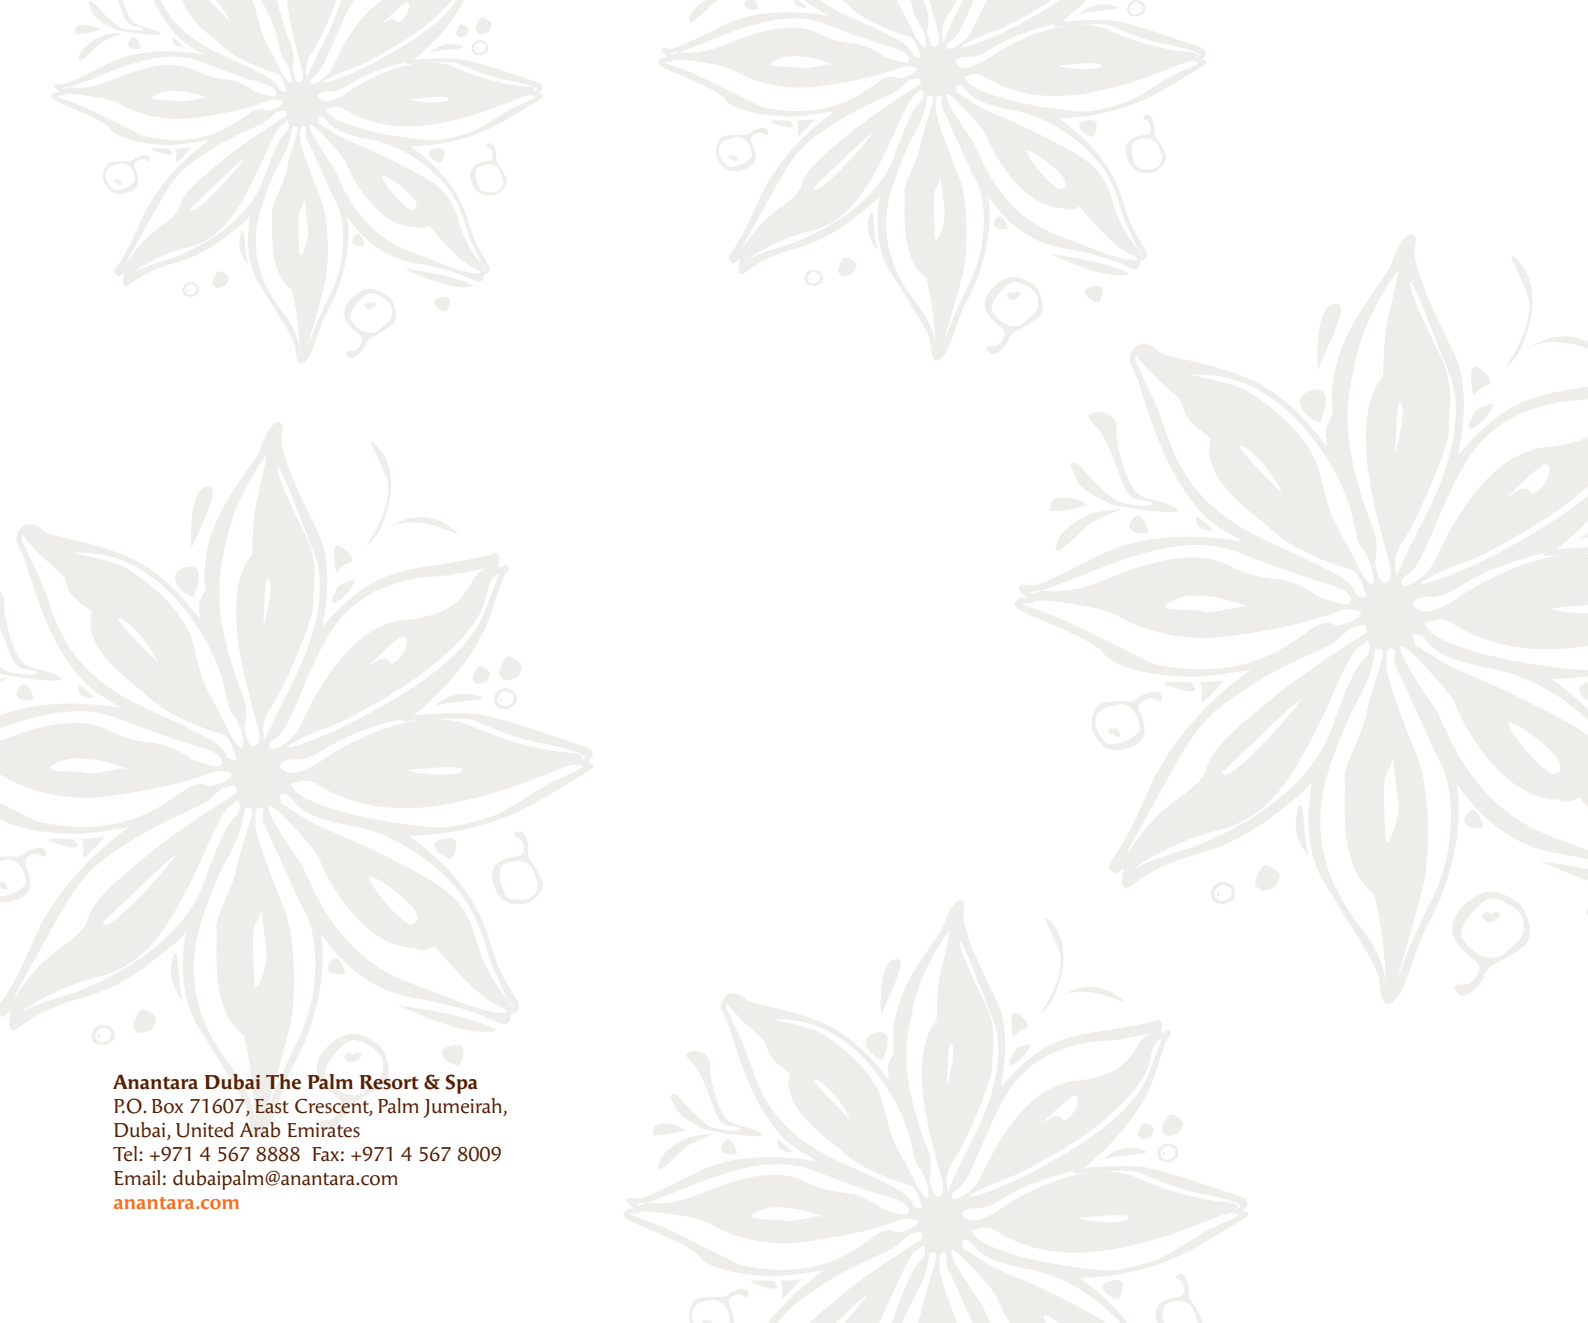 Anantara Dubai The Palm Resort & Spa
P.O. Box 71607, East Crescent, Palm Jumeirah,
Dubai, United Arab Emirates
Tel: +971 4 567 8888  Fax: +971 4 567 8009
Email: dubaipalm@anantara.com
anantara.com